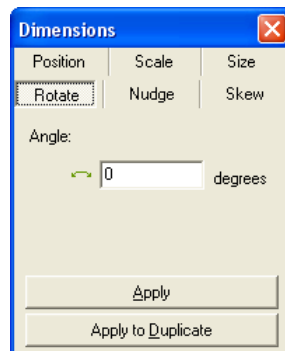 Dimensions
Position Scale Size
Rotate Nudge Skew
Angle:
0 degrees
Apply
Apply to Duplicate